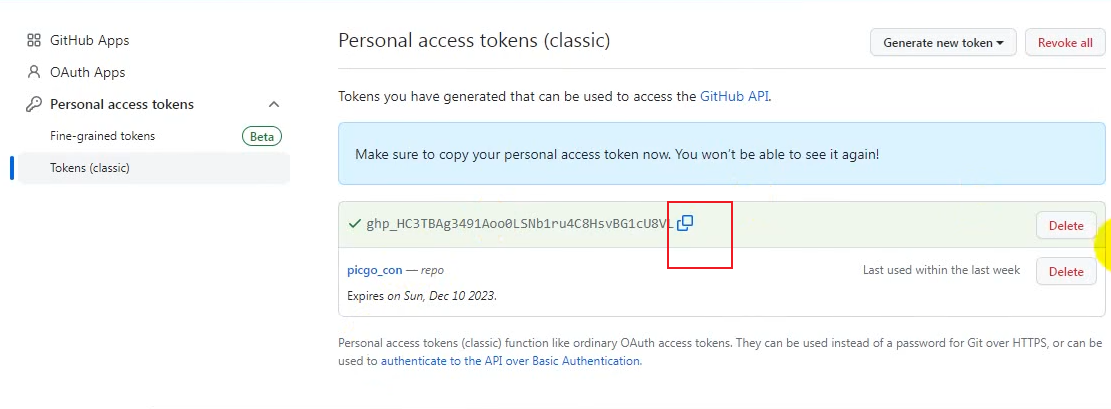 GitHub Apps
OAuth Apps
Personal access tokens
Fine-grained tokens Beta
Tokens (classic)
Personal access tokens (classic) Generate new token Revoke all
Tokens you have generated that can be used to access the GitHub API.
Make sure to copy your personal access token now. You won't be able to see it again!
Delete
picgo_con — repo Last used within the last week Delete
Expires on Sun, Dec 10 2023.
Personal access tokens (classic) function like ordinary OAuth access tokens. They can be used instead of a password for Git over HTTPS, or can be
used to authenticate to the API over Basic Authentication.